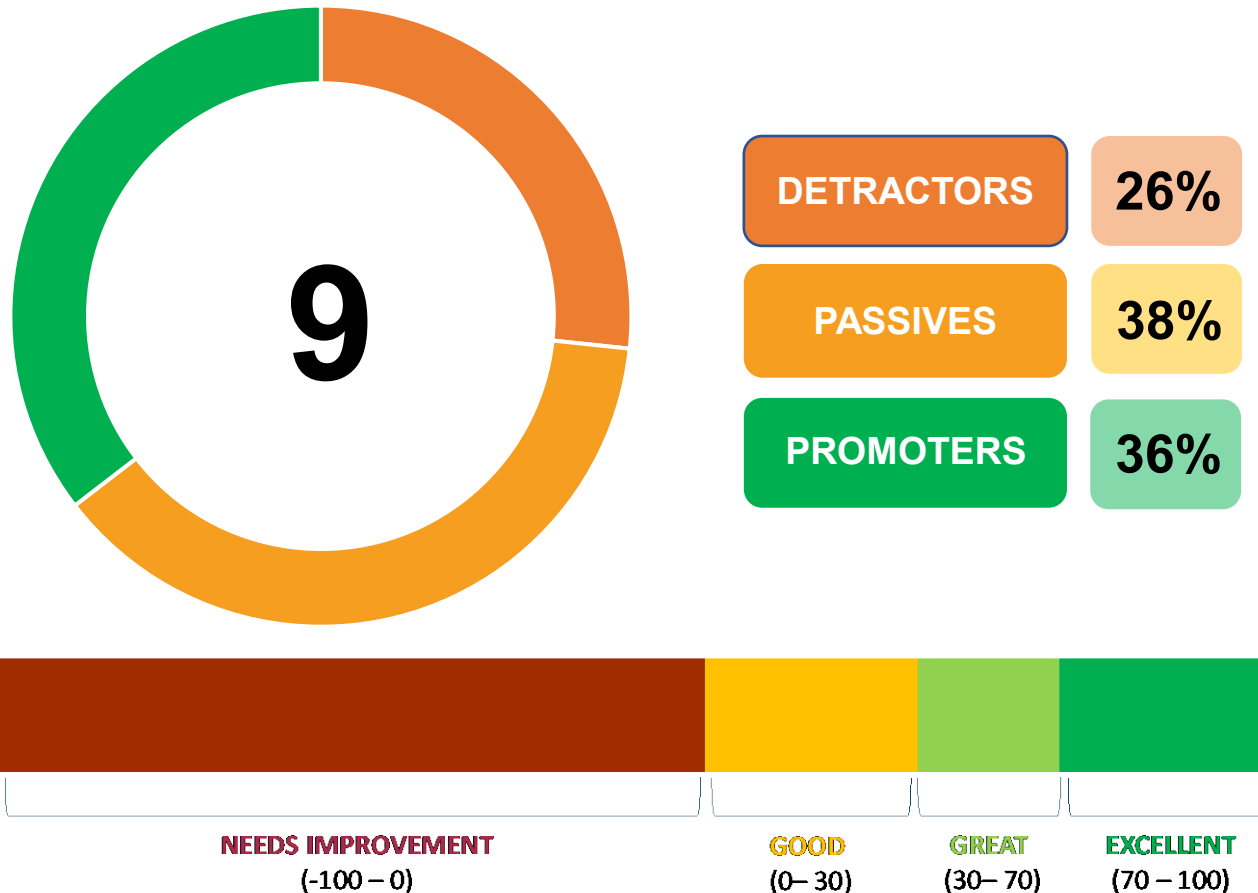 9
DETRACTORS 26%
PASSIVES 38%
PROMOTERS 36%
NEEDS IMPROVEMENT
(-100 – 0)
GOOD
(0– 30)
GREAT
(30– 70)
EXCELLENT
(70 – 100)